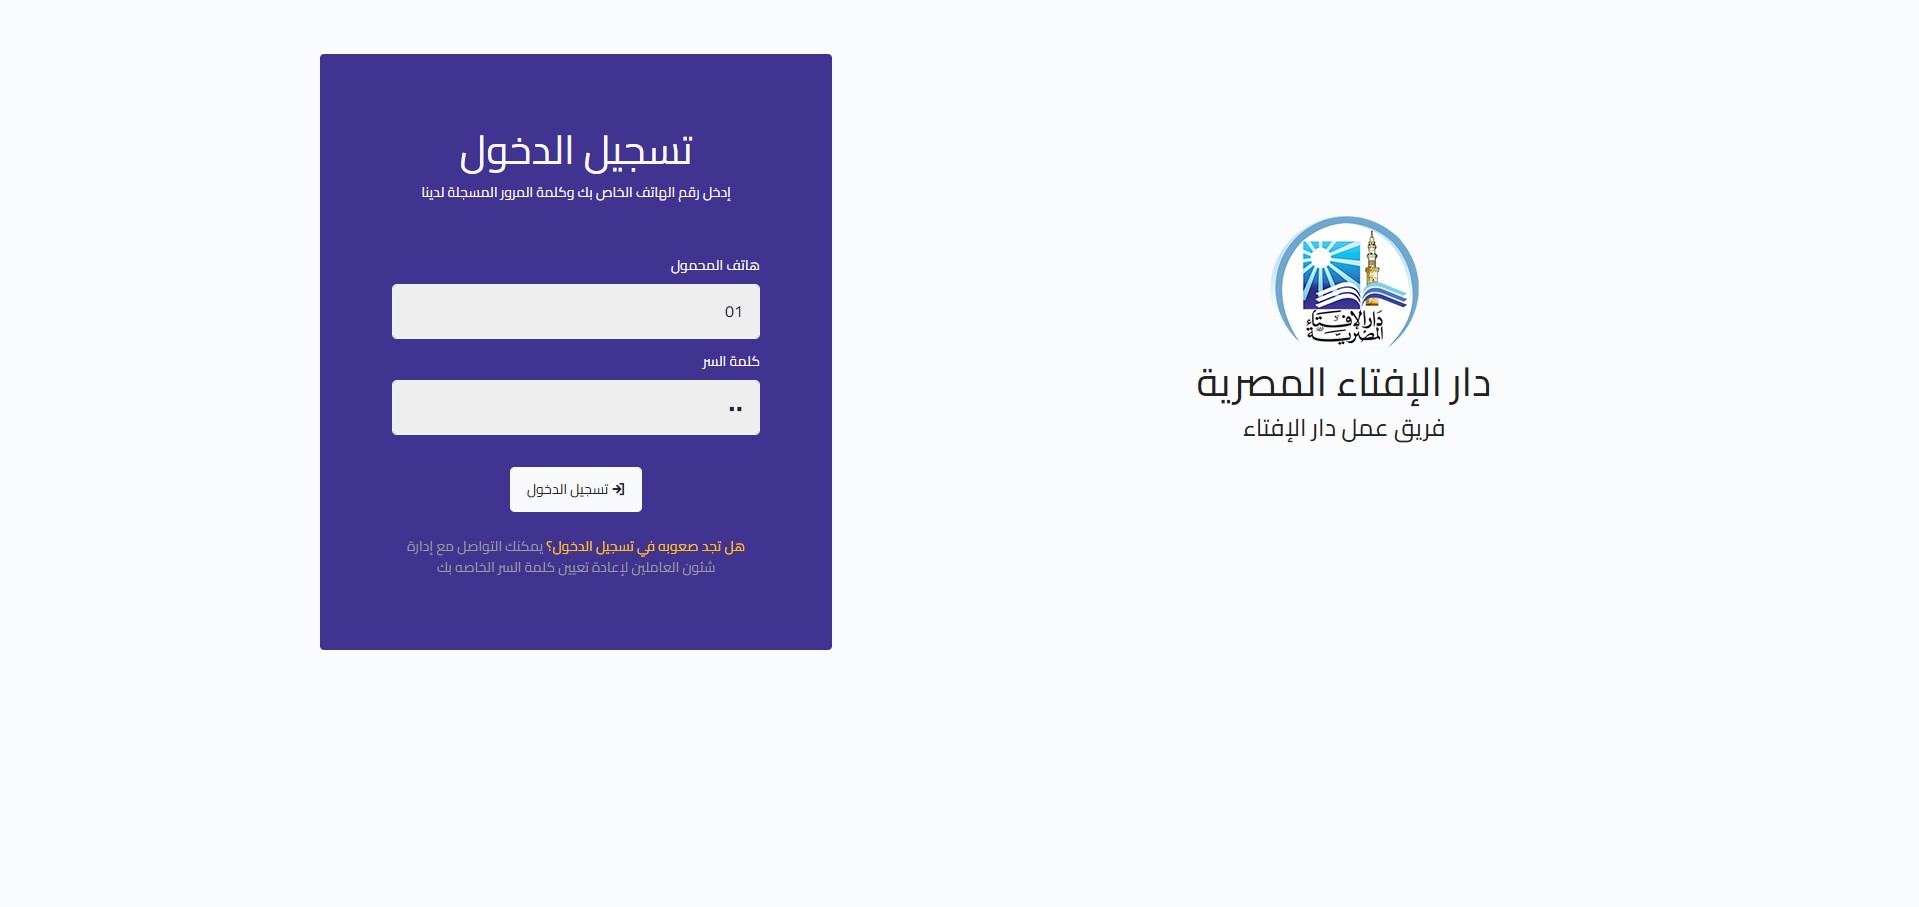 دار الإفتاء المصرية
دار الإفتاء المصرية
فريق عمل دار الإفتاء
تسجيل الدخول
إدخل رقم الهاتف الخاص بك وكلمة المرور المسجلة لدينا
هاتف المحمول
01
كلمة السر
تسجيل الدخول
هل تجد صعوبه في تسجيل الدخول؟ يمكنك التواصل مع إدارة
شئون العاملين لإعادة تعيين كلمة السر الخاصه بك